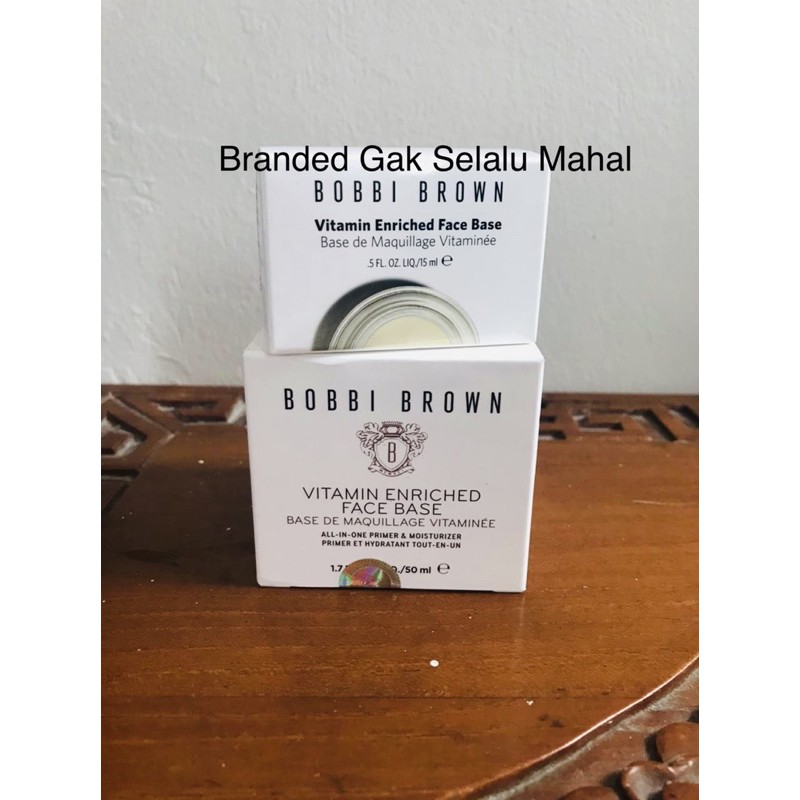 Branded Gak Selalu Mahal
BOBBI BROWN
Vitamin Enriched Face Base
Base de Maquillage Vitaminée
.5 FL. OZ. LIQ./15 ml ℮
BOBBI BROWN
B
VITAMIN ENRICHED
FACE BASE
BASE DE MAQUILLAGE VITAMINÉE
ALL-IN-ONE PRIMER & MOISTURIZER
PRIMER ET HYDRATANT TOUT-EN-UN
1.7 ./50 ml ℮